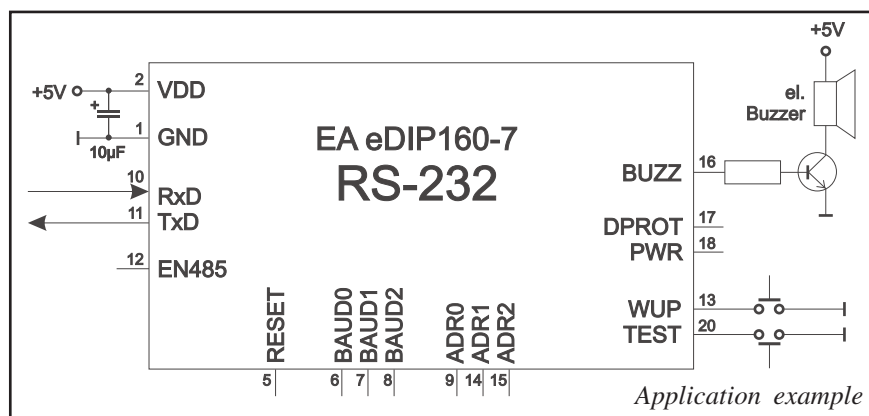 +5V
2
VDD
+5V
+
EA eDIP160-7
el.
Buzzer
1
GND
10µF
RS-232
BUZZ
16
10
RxD
11
TxD
DPROT
17
PWR
18
12
EN485
WUP
13
TEST
20
RESET
BAUD0
BAUD1
BAUD2
ADR0
ADR1
ADR2
5
6
7
8
9
14
15
Application example